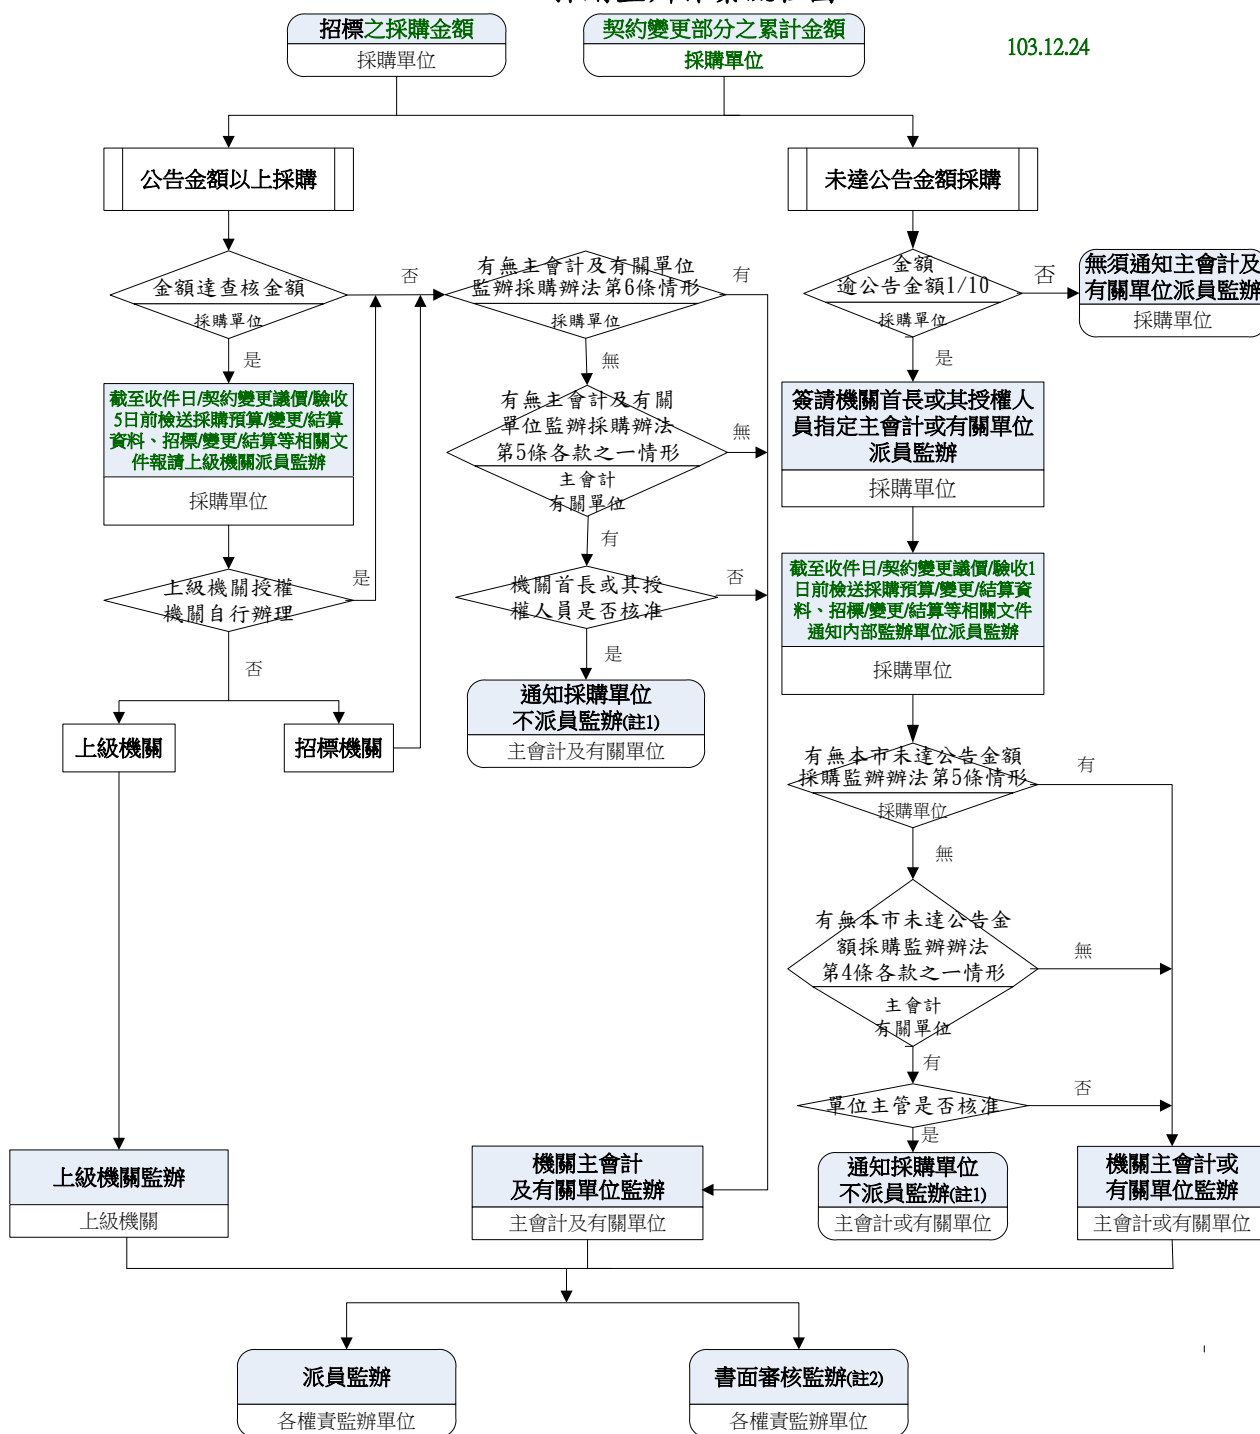 招標之採購金額
採購單位
契約變更部分之累計金額
採購單位
103.12.24
公告金額以上採購
未達公告金額採購
金額達查核金額
採購單位
否
是
有無主會計及有關單位
監辦採購辦法第6條情形
採購單位
有
無
金額
逾公告金額1/10
採購單位
否
是
無須通知主會計及
有關單位派員監辦
採購單位
截至收件日/契約變更議價/驗收
5日前檢送採購預算/變更/結算
資料、招標/變更/結算等相關文
件報請上級機關派員監辦
採購單位
有無主會計及有關
單位監辦採購辦法
第5條各款之一情形
主會計
有關單位
無
有
簽請機關首長或其授權人
員指定主會計或有關單位
派員監辦
採購單位
上級機關授權
機關自行辦理
是
否
機關首長或其授
權人員是否核准
否
是
截至收件日/契約變更議價/驗收1
日前檢送採購預算/變更/結算資
料、招標/變更/結算等相關文件
通知內部監辦單位派員監辦
採購單位
上級機關
招標機關
通知採購單位
不派員監辦(註1)
主會計及有關單位
有無本市未達公告金額
採購監辦辦法第5條情形
採購單位
有
無
有無本市未達公告金
額採購監辦辦法
第4條各款之一情形
主會計
有關單位
無
有
單位主管是否核准
否
是
上級機關監辦
上級機關
機關主會計
及有關單位監辦
主會計及有關單位
通知採購單位
不派員監辦(註1)
主會計或有關單位
機關主會計或
有關單位監辦
主會計或有關單位
派員監辦
各權責監辦單位
書面審核監辦(註2)
各權責監辦單位